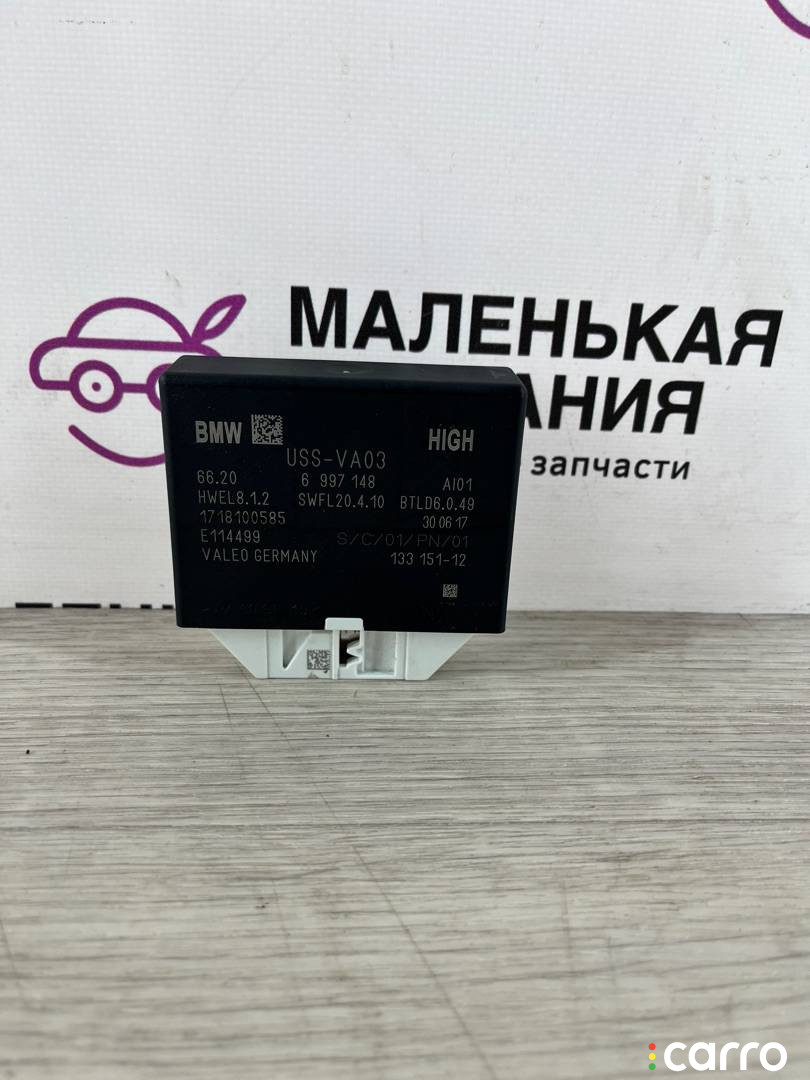 МАЛЕНЬКАЯ
АНИЯ
запчасти
BMW HIGH
USS-VA03
66.20 6 997 148 AI01
HWEL8.1.2 SWFL20.4.10 BTLD6.0.49
1718100585 30 06 17
E114499 S/C/01/PN/01
VALEO GERMANY 133 151-12
carro